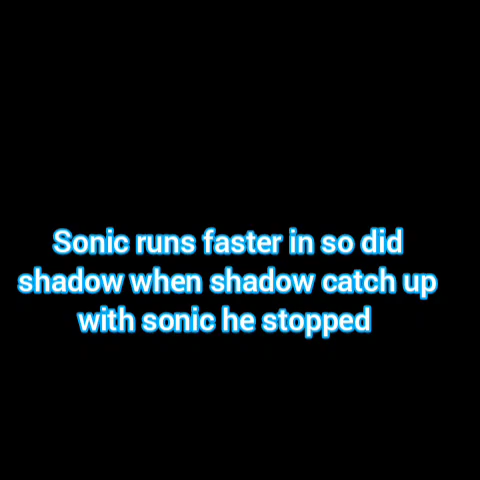 Sonic runs faster in so did
shadow when shadow catch up
with sonic he stopped